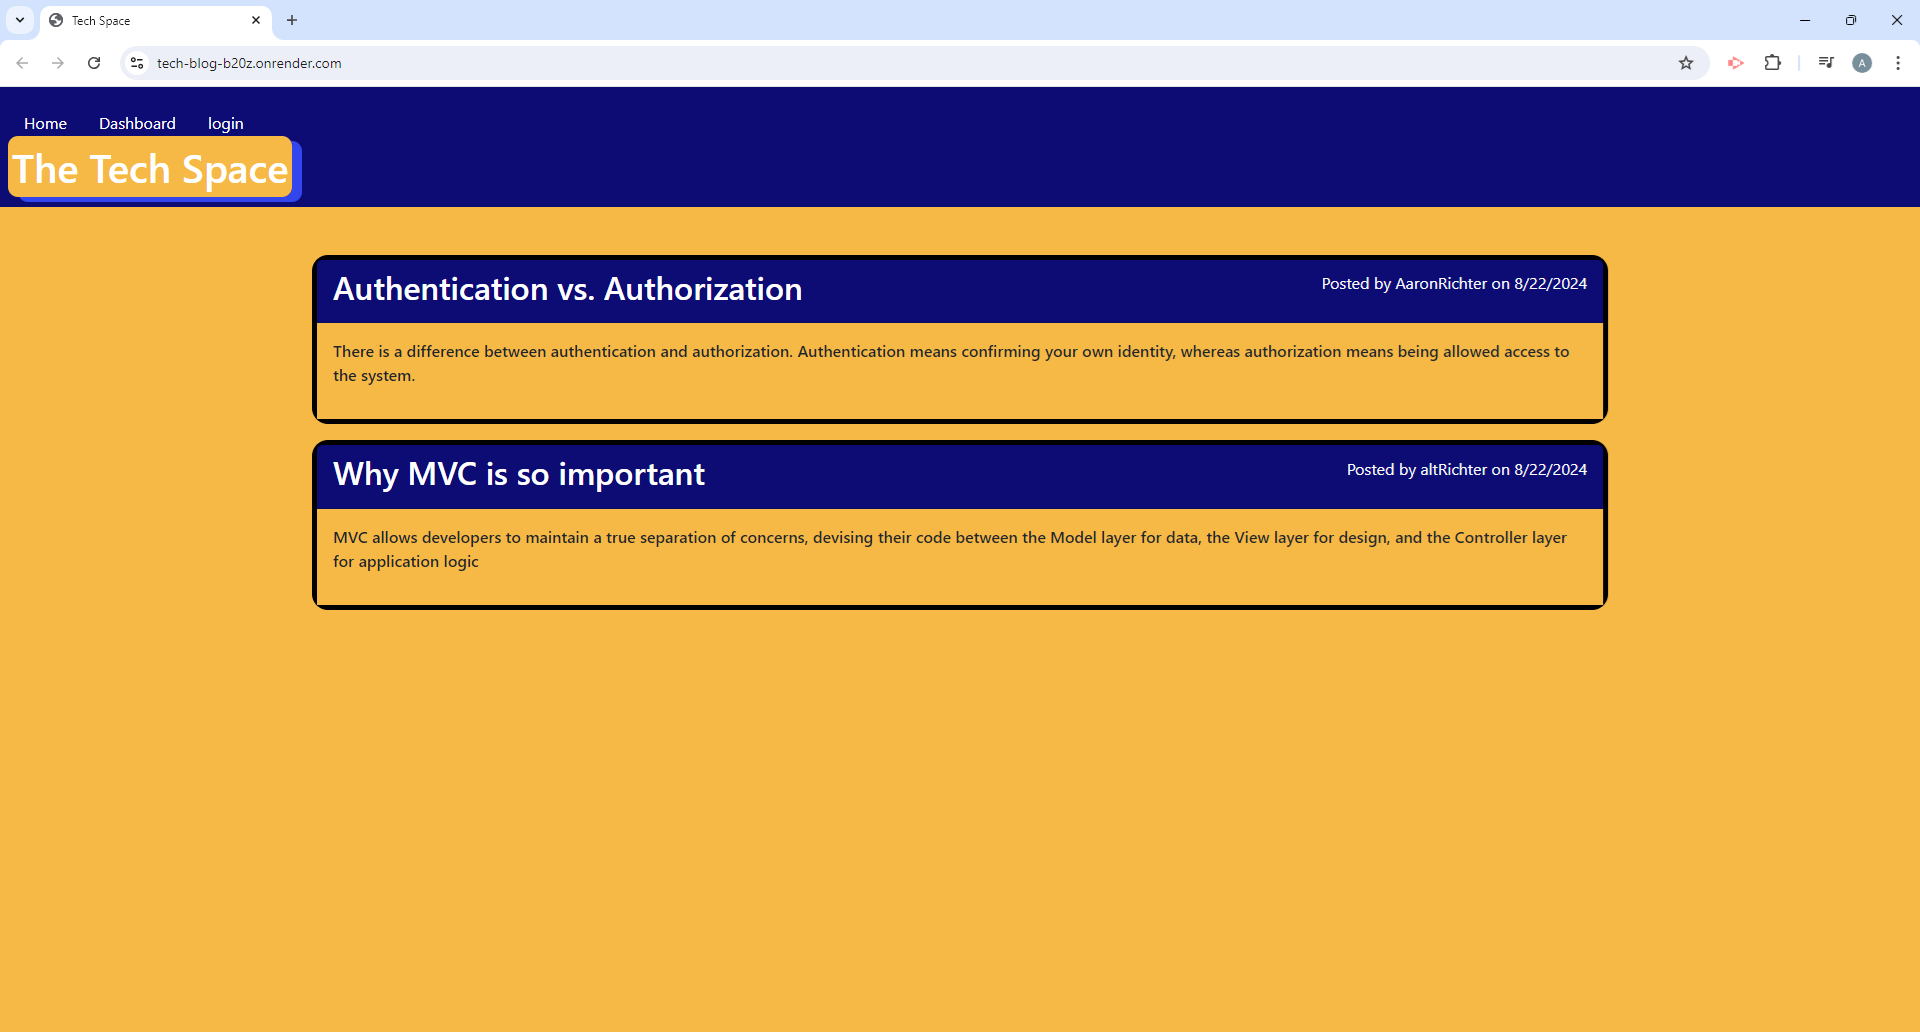 Tech Space
tech-blog-b20z.onrender.com
A
Home Dashboard login
The Tech Space
Authentication vs. Authorization
Posted by AaronRichter on 8/22/2024
There is a difference between authentication and authorization. Authentication means confirming your own identity, whereas authorization means being allowed access to
the system.
Why MVC is so important
Posted by altRichter on 8/22/2024
MVC allows developers to maintain a true separation of concerns, devising their code between the Model layer for data, the View layer for design, and the Controller layer
for application logic